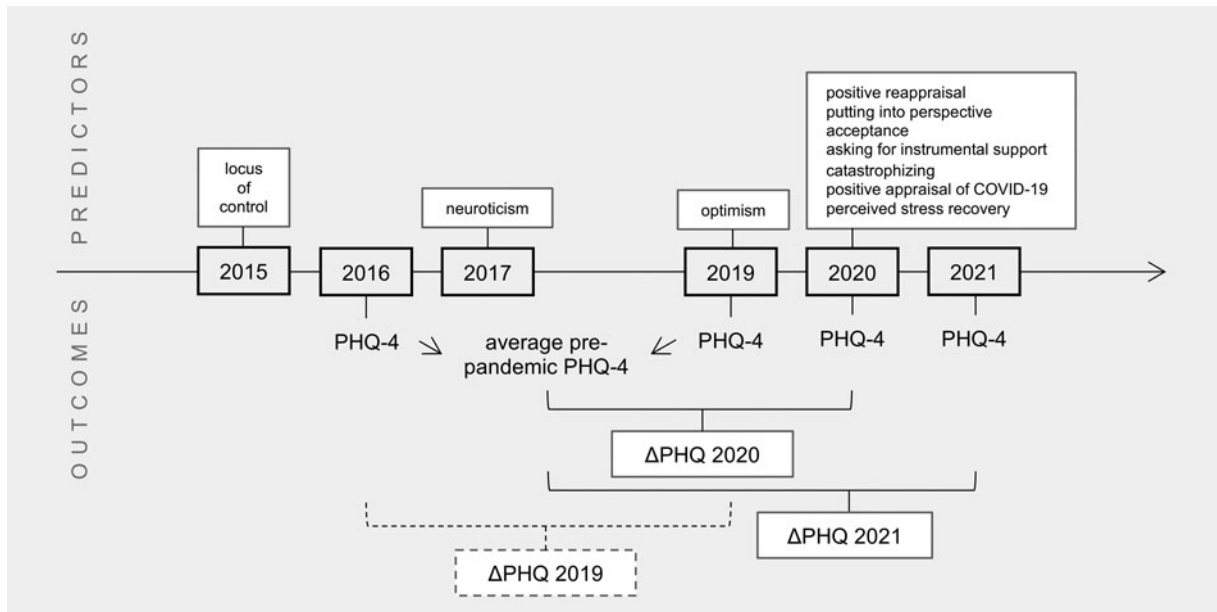 PREDICTORS
OUTCOMES
locus
of
control
neuroticism
optimism
positive reappraisal
putting into perspective
acceptance
asking for instrumental support
catastrophizing
positive appraisal of COVID-19
perceived stress recovery
2015
2016
2017
2019
2020
2021
PHQ-4
average pre-
pandemic PHQ-4
PHQ-4
PHQ-4
PHQ-4
ΔPHQ 2020
ΔPHQ 2021
ΔPHQ 2019